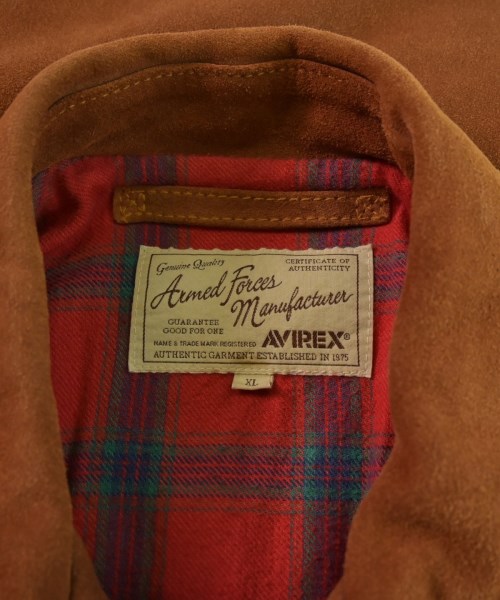 Genuine Quality
CERTIFICATE OF
AUTHENTICITY
Armed Forces
Manufacturer
GUARANTEE
GOOD FOR ONE
NAME & TRADE MARK REGISTERED
AVIREX®
AUTHENTIC GARMENT ESTABLISHED IN 1975
XL